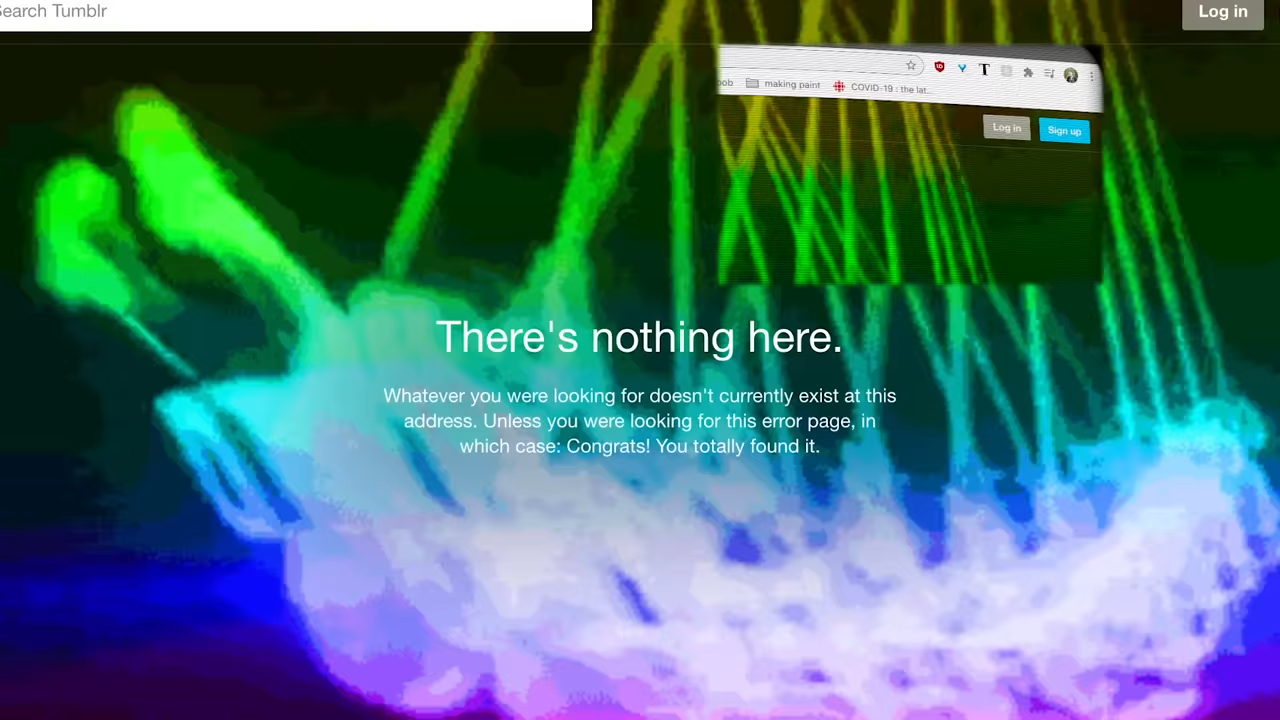 Search Tumblr
Log in
making paint
COVID-19 : the lat...
Log in
Sign up
There's nothing here.
Whatever you were looking for doesn't currently exist at this
address. Unless you were looking for this error page, in
which case: Congrats! You totally found it.